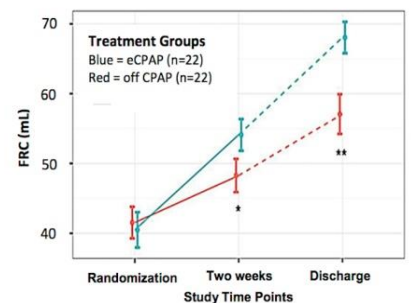 70
Treatment Groups
Blue = eCPAP (n=22)
Red = off CPAP (n=22)
60
FRC (mL)
50
40
*
**
Randomization Two weeks Discharge
Study Time Points